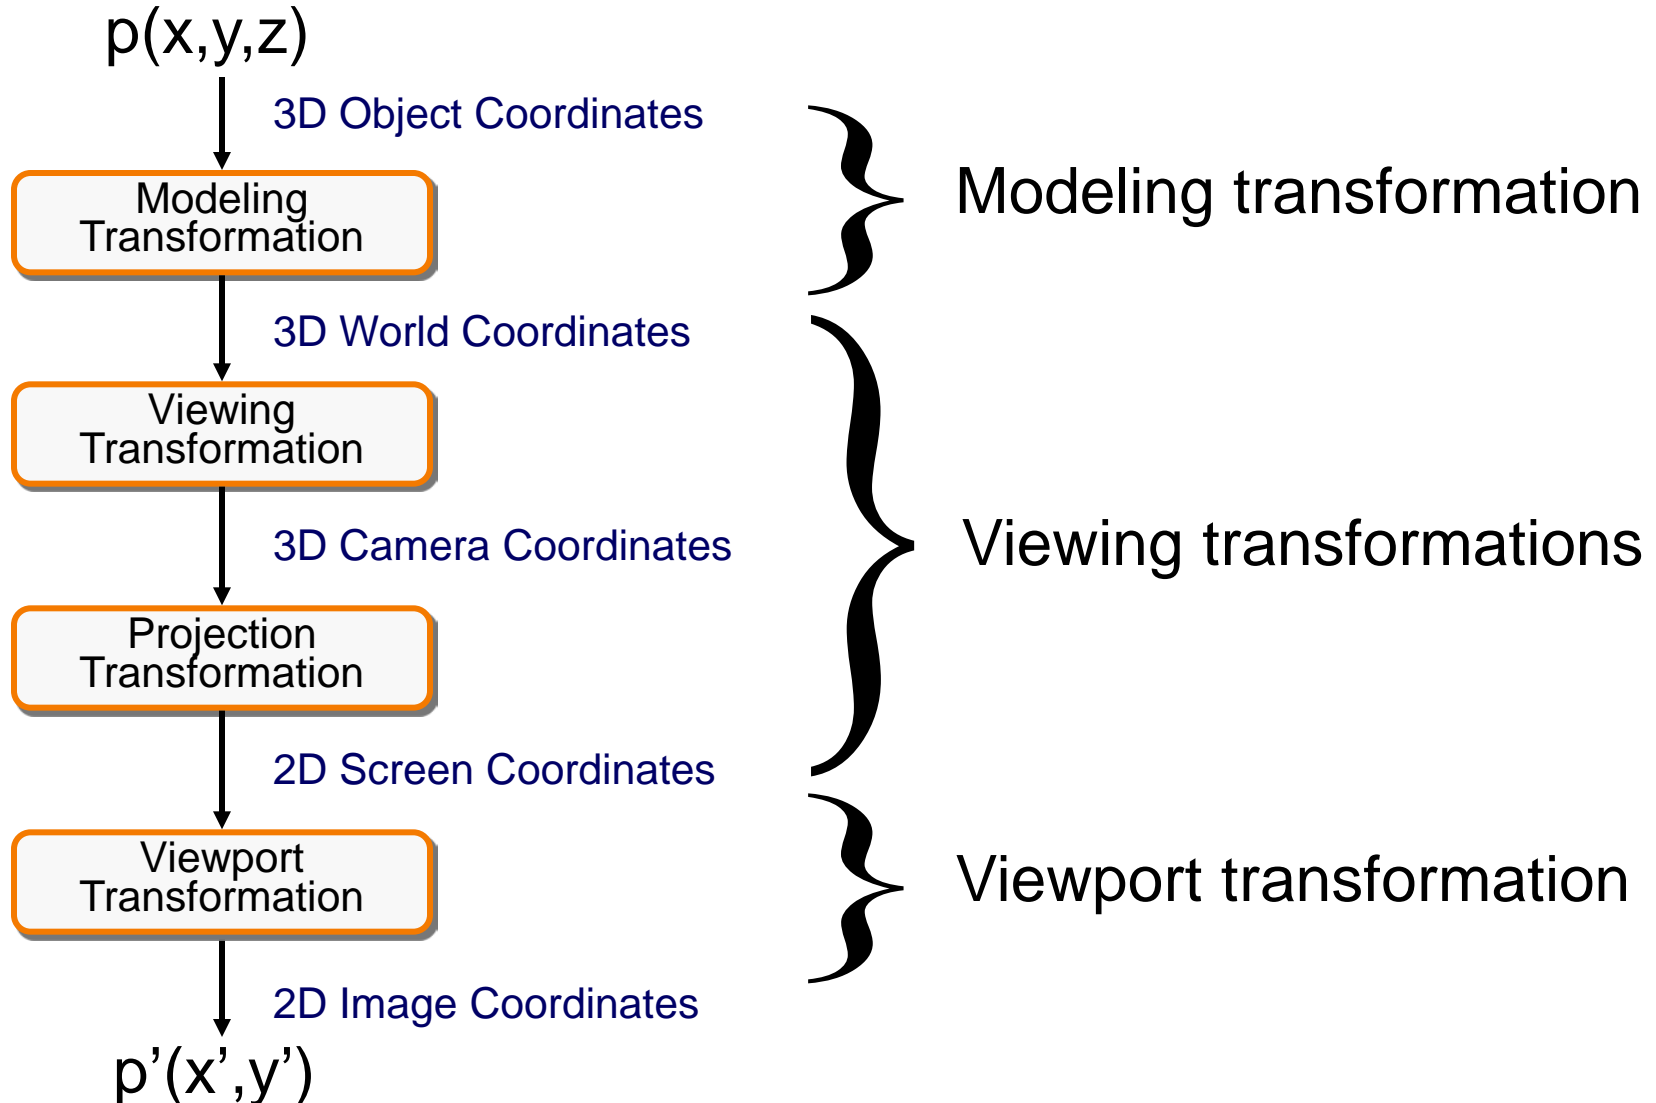 p(x,y,z)
3D Object Coordinates
Modeling
Transformation
Modeling transformation
3D World Coordinates
Viewing
Transformation
3D Camera Coordinates
Viewing transformations
Projection
Transformation
2D Screen Coordinates
Viewport
Transformation
Viewport transformation
2D Image Coordinates
p’(x’,y’)